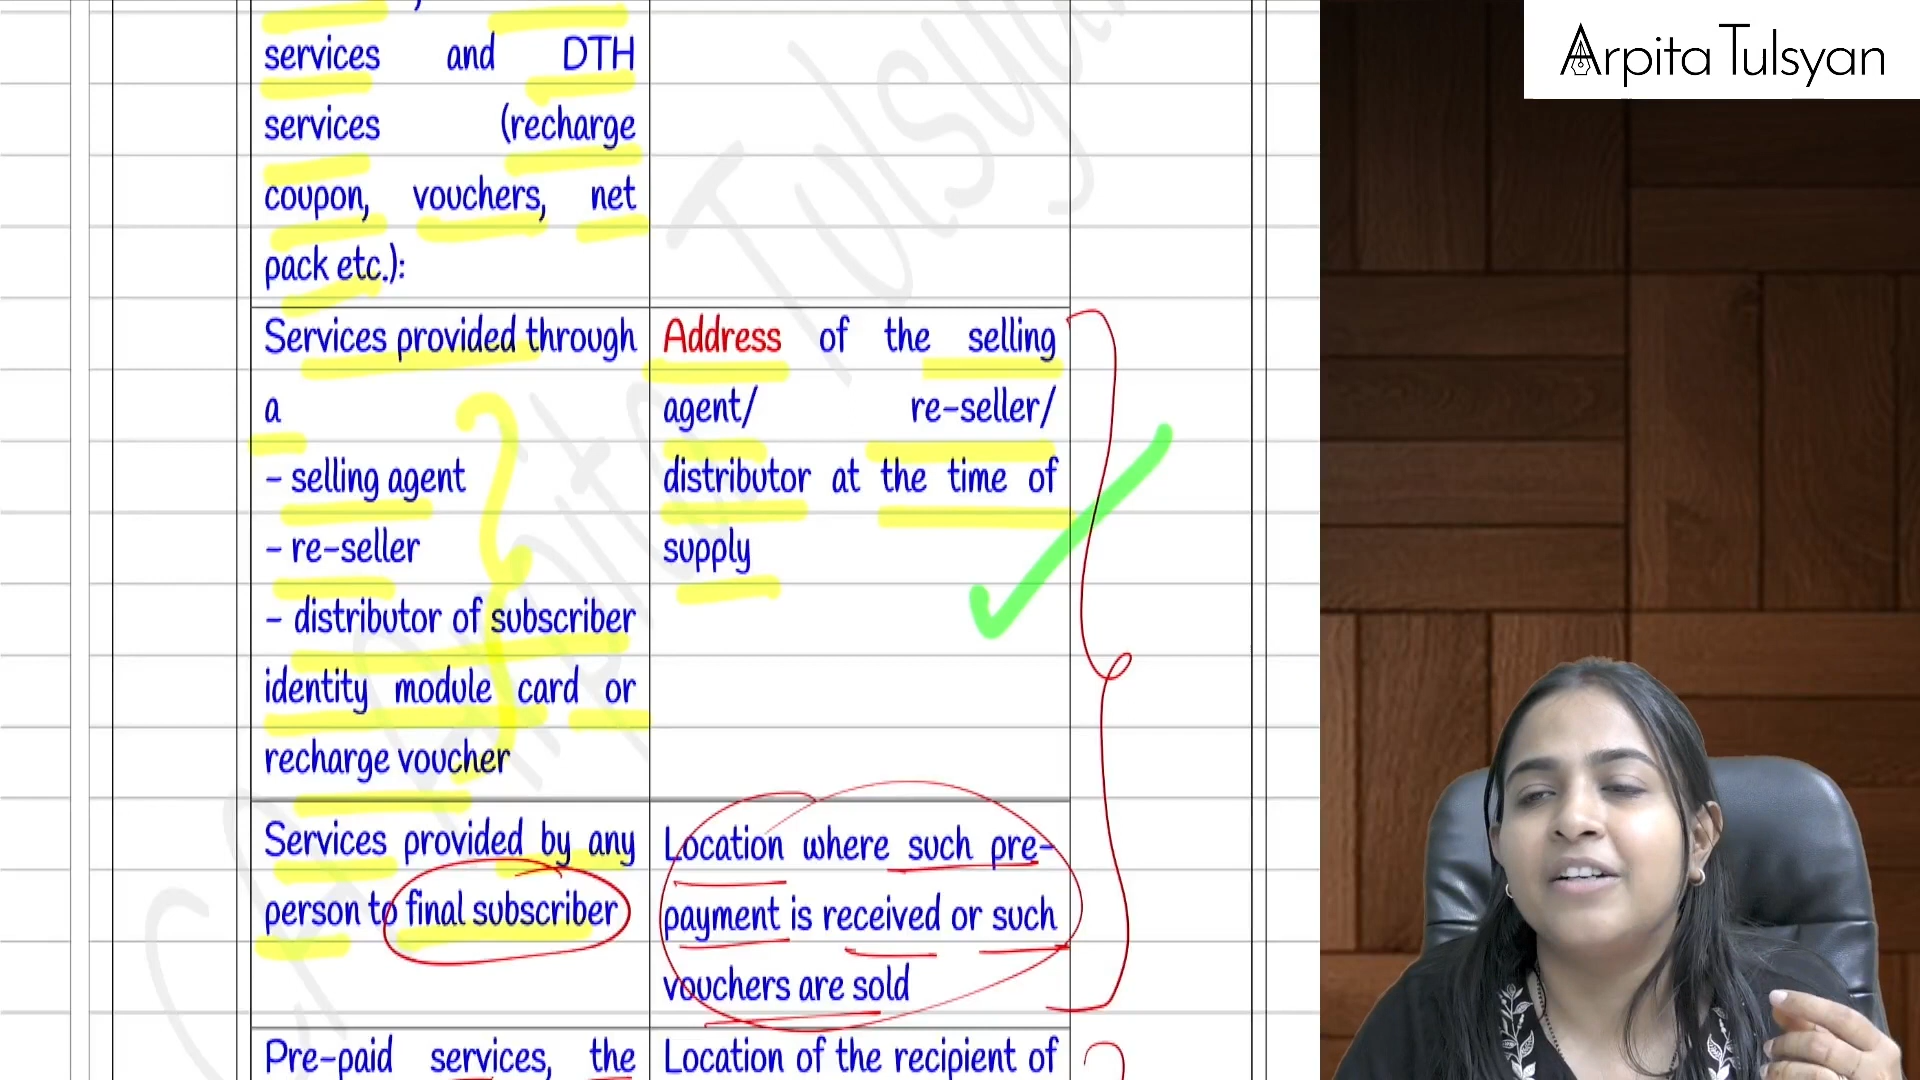 Arpita Tulsyan
services and DTH
services (recharge
coupon, vouchers, net
pack etc.):
Services provided through
a
- selling agent
- re-seller
- distributor of subscriber
identity module card or
recharge voucher
Address of the selling
agent/ re-seller/
distributor at the time of
supply
Services provided by any
person to final subscriber
Location where such pre-
payment is received or such
vouchers are sold
Pre-paid services, the
Location of the recipient of
CA Arpita Tulsyan